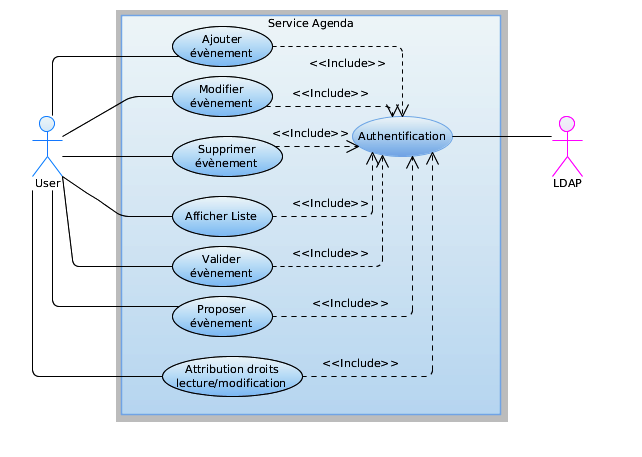 Service Agenda
Ajouter
évènement
<<Include>>
Modifier
évènement
<<Include>>
Supprimer
évènement
<<Include>>
Authentification
User
LDAP
Afficher Liste
<<Include>>
Valider
évènement
<<Include>>
Proposer
évènement
<<Include>>
Attribution droits
lecture/modification
<<Include>>